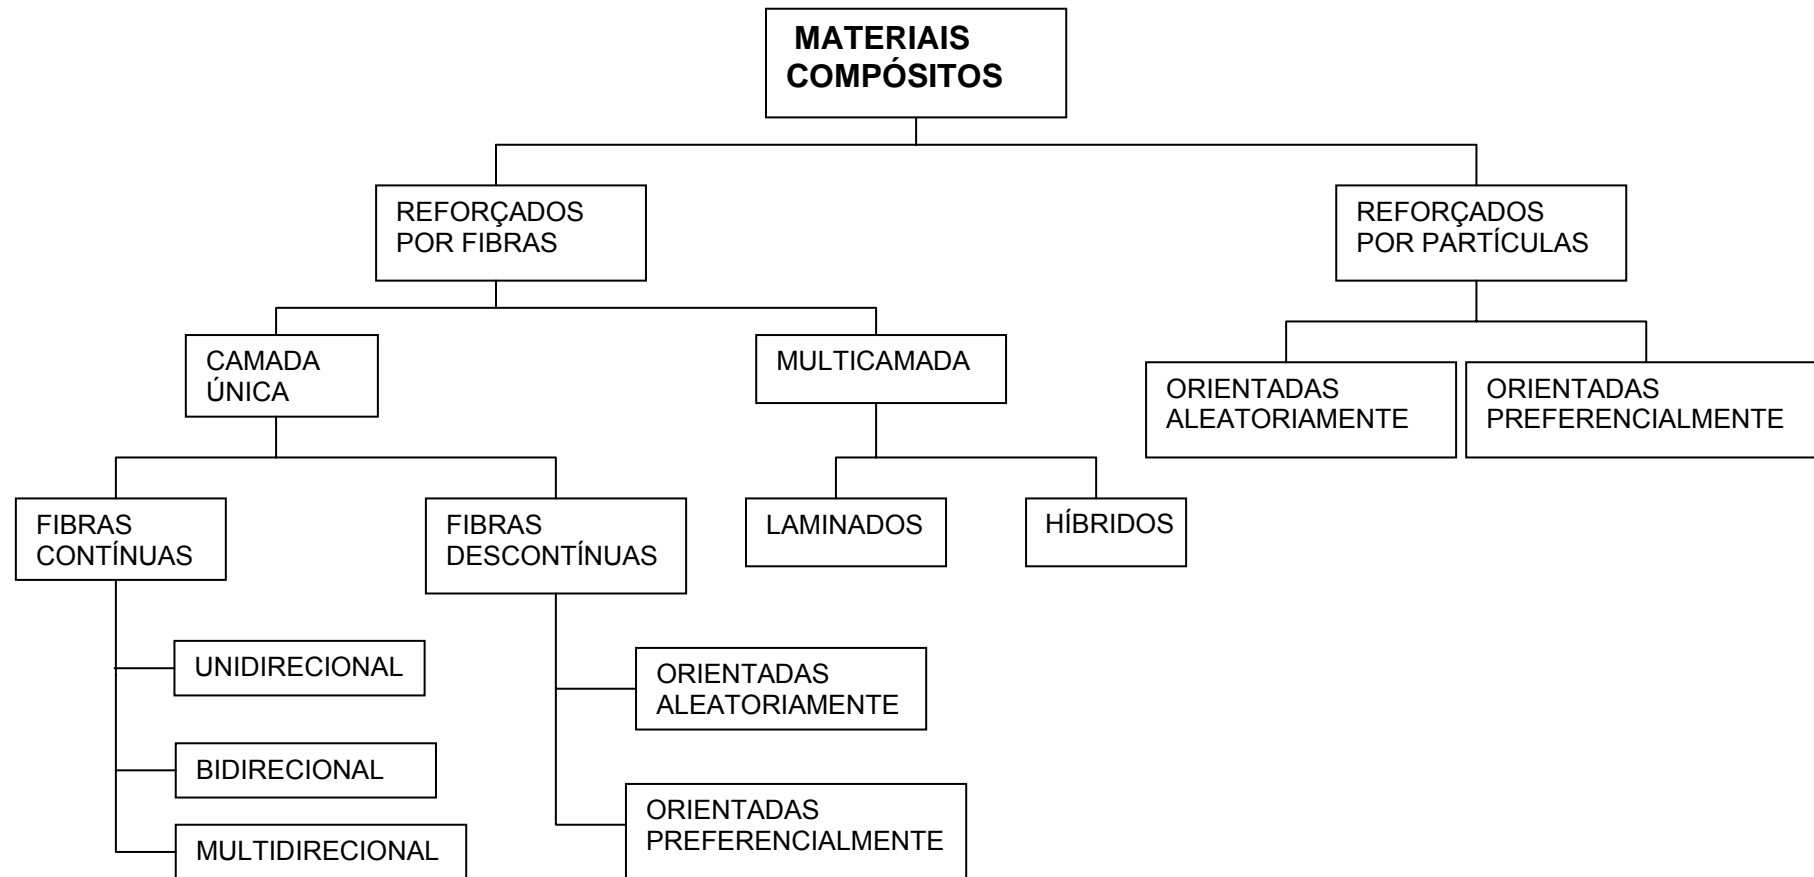 MATERIAIS
COMPÓSITOS
REFORÇADOS
POR FIBRAS
REFORÇADOS
POR PARTÍCULAS
CAMADA
ÚNICA
MULTICAMADA
ORIENTADAS
ALEATORIAMENTE
ORIENTADAS
PREFERENCIALMENTE
FIBRAS
CONTÍNUAS
FIBRAS
DESCONTÍNUAS
LAMINADOS
HÍBRIDOS
UNIDIRECIONAL
BIDIRECIONAL
MULTIDIRECIONAL
ORIENTADAS
ALEATORIAMENTE
ORIENTADAS
PREFERENCIALMENTE